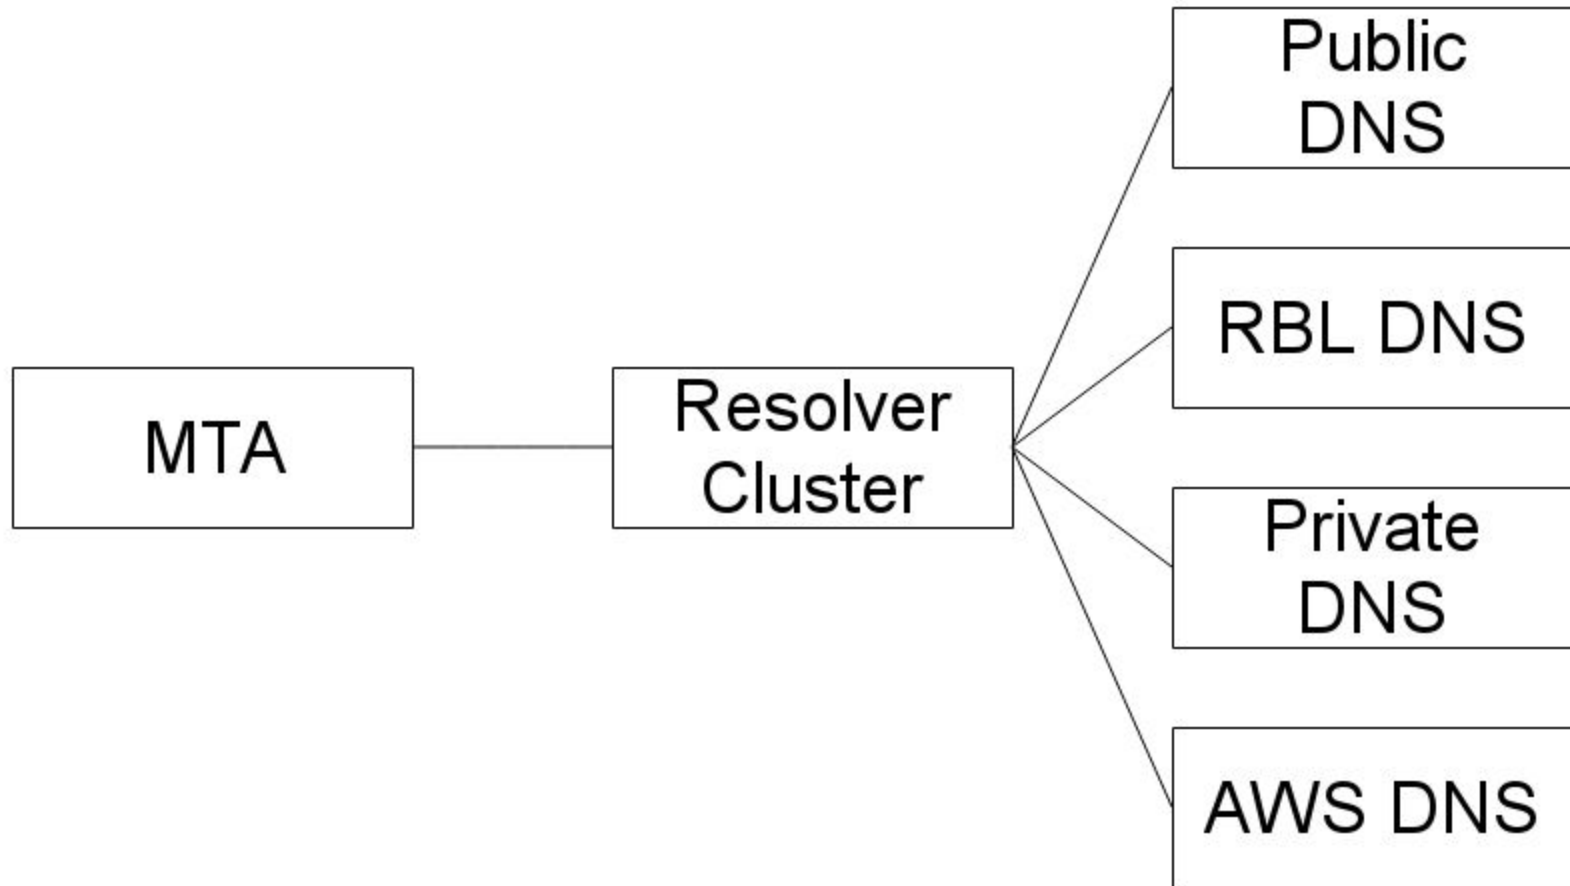 Public
DNS
RBL DNS
MTA
Resolver
Cluster
Private
DNS
AWS DNS